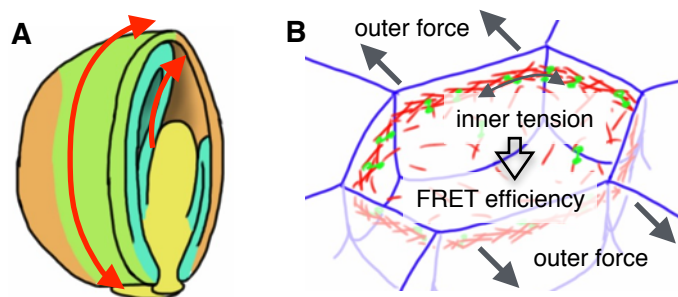 A
B
outer force
inner tension
FRET efficiency
outer force